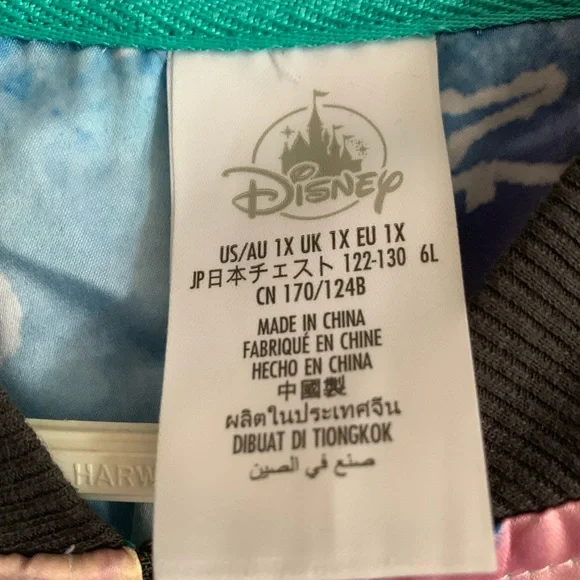 Disney
US/AU 1X UK 1X EU 1X
JP日本チェスト 122-130 6L
CN 170/124B
MADE IN CHINA
FABRIQUÉ EN CHINE
HECHO EN CHINA
中國製
ผลิตในประเทศจีน
DIBUAT DI TIONGKOK
صنع في الصين